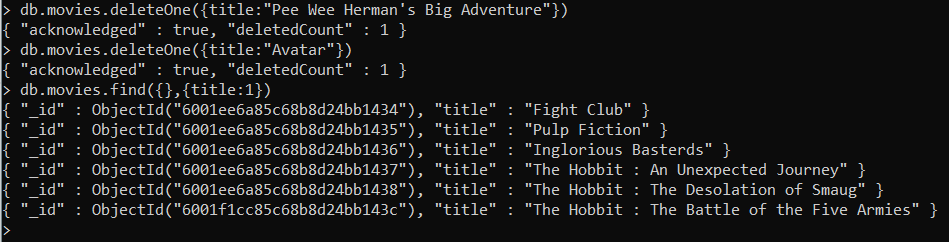 > db.movies.deleteOne({title:"Pee Wee Herman's Big Adventure"})
{ "acknowledged" : true, "deletedCount" : 1 }
> db.movies.deleteOne({title:"Avatar"})
{ "acknowledged" : true, "deletedCount" : 1 }
> db.movies.find({},{title:1})
{ "_id" : ObjectId("6001ee6a85c68b8d24bb1434"), "title" : "Fight Club" }
{ "_id" : ObjectId("6001ee6a85c68b8d24bb1435"), "title" : "Pulp Fiction" }
{ "_id" : ObjectId("6001ee6a85c68b8d24bb1436"), "title" : "Inglorious Basterds" }
{ "_id" : ObjectId("6001ee6a85c68b8d24bb1437"), "title" : "The Hobbit : An Unexpected Journey" }
{ "_id" : ObjectId("6001ee6a85c68b8d24bb1438"), "title" : "The Hobbit : The Desolation of Smaug" }
{ "_id" : ObjectId("6001f1cc85c68b8d24bb143c"), "title" : "The Hobbit : The Battle of the Five Armies" }
>